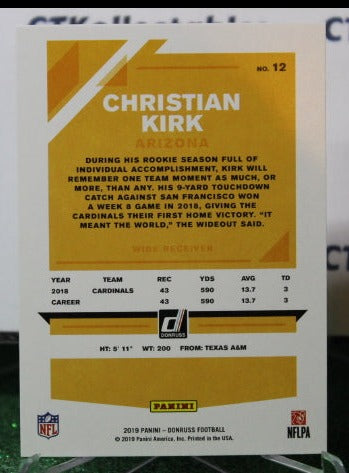 NO. 12
CHRISTIAN
KIRK
ARIZONA
DURING HIS ROOKIE SEASON FULL OF
INDIVIDUAL ACCOMPLISHMENT, KIRK WILL
REMEMBER ONE TEAM MOMENT AS MUCH, OR
MORE, THAN ANY. HIS 9-YARD TOUCHDOWN
CATCH AGAINST SAN FRANCISCO WON
A WEEK 8 GAME IN 2018, GIVING THE
CARDINALS THEIR FIRST HOME VICTORY. “IT
MEANT THE WORLD,” THE WIDEOUT SAID.
WIDE RECEIVER
YEAR TEAM REC YDS AVG TD
2018 CARDINALS 43 590 13.7 3
CAREER 43 590 13.7 3
DONRUSS
HT: 5' 11" WT: 200 FROM: TEXAS A&M
PANINI
NFL
NFLPA
2019 PANINI – DONRUSS FOOTBALL
© 2019 Panini America, Inc. Printed in the USA.